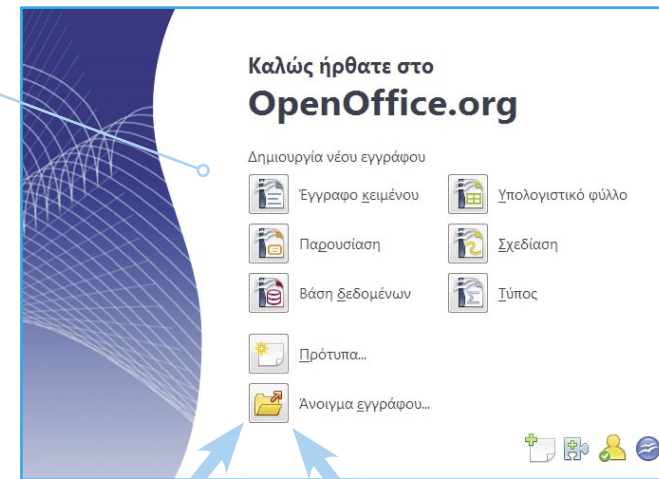 Καλώς ήρθατε στο
OpenOffice.org
Δημιουργία νέου εγγράφου
Έγγραφο κειμένου
Υπολογιστικό φύλλο
Παρουσίαση
Σχεδίαση
Βάση δεδομένων
Τύπος
Πρότυπα...
Άνοιγμα εγγράφου...